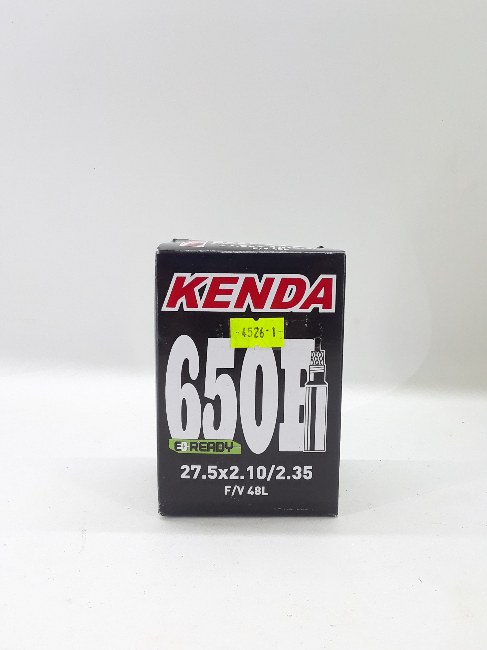 KENDA
4526-1
650B
E-READY
27.5x2.10/2.35
F/V 48L